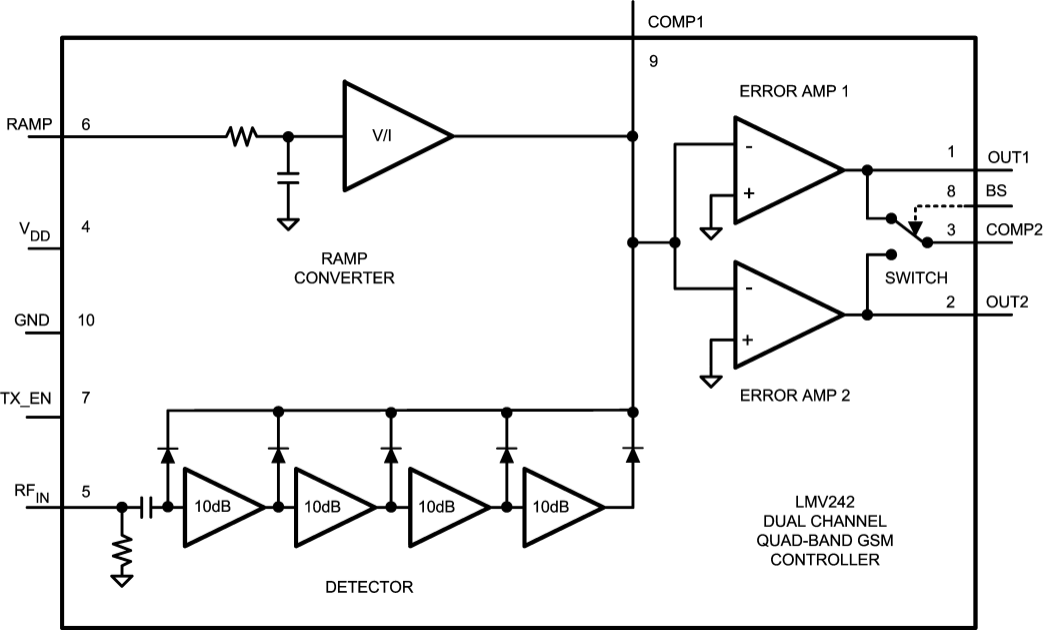 COMP1
9
ERROR AMP 1
RAMP
6
V/I
-
+
1
OUT1
8
BS
3
COMP2
SWITCH
VDD
4
RAMP
CONVERTER
-
+
2
OUT2
GND
10
ERROR AMP 2
TX_EN
7
RFIN
5
10dB
10dB
10dB
10dB
LMV242
DUAL CHANNEL
QUAD-BAND GSM
CONTROLLER
DETECTOR